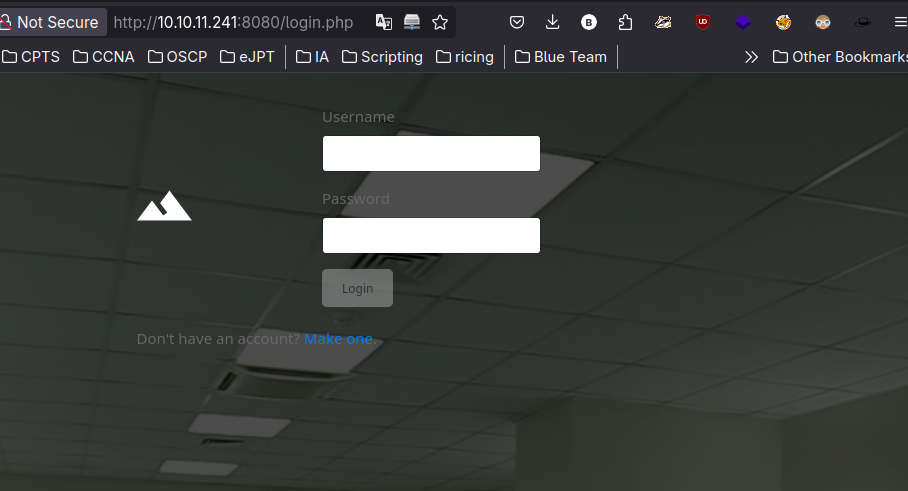 Not Secure http://10.10.11.241:8080/login.php
CPTS CCNA OSCP eJPT IA Scripting ricing Blue Team Other Bookmarks
Username
Password
Login
Don't have an account? Make one.